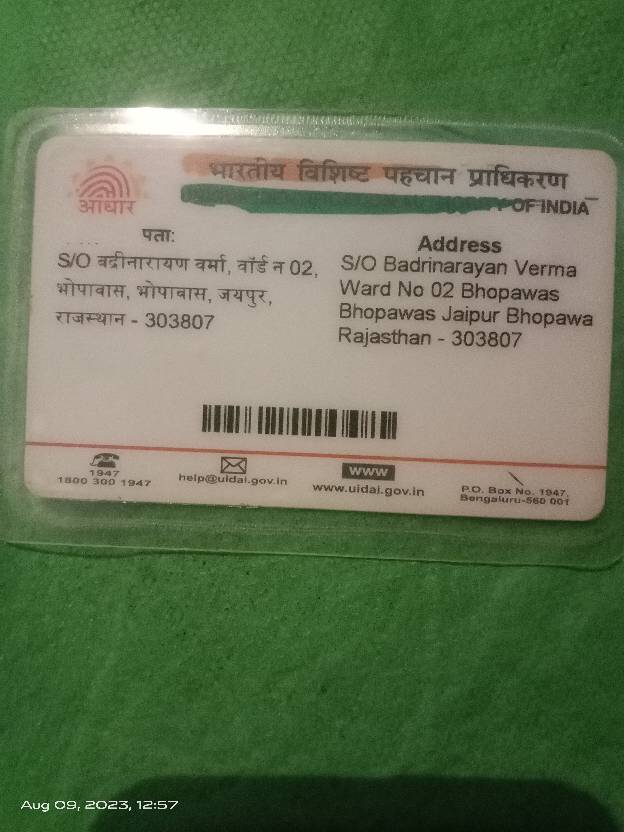 भारतीय विशिष्ट पहचान प्राधिकरण
OF INDIA
आधार
पता:
S/O बद्रीनारायण वर्मा, वॉर्ड न 02,
भोपावास, भोपावास, जयपुर,
राजस्थान - 303807
Address
S/O Badrinarayan Verma
Ward No 02 Bhopawas
Bhopawas Jaipur Bhopawa
Rajasthan - 303807
1947
1800 300 1947
help@uidai.gov.in
www
www.uidai.gov.in
P.O. Box No. 1947,
Bengaluru-560 001
Aug 09, 2023, 12:57